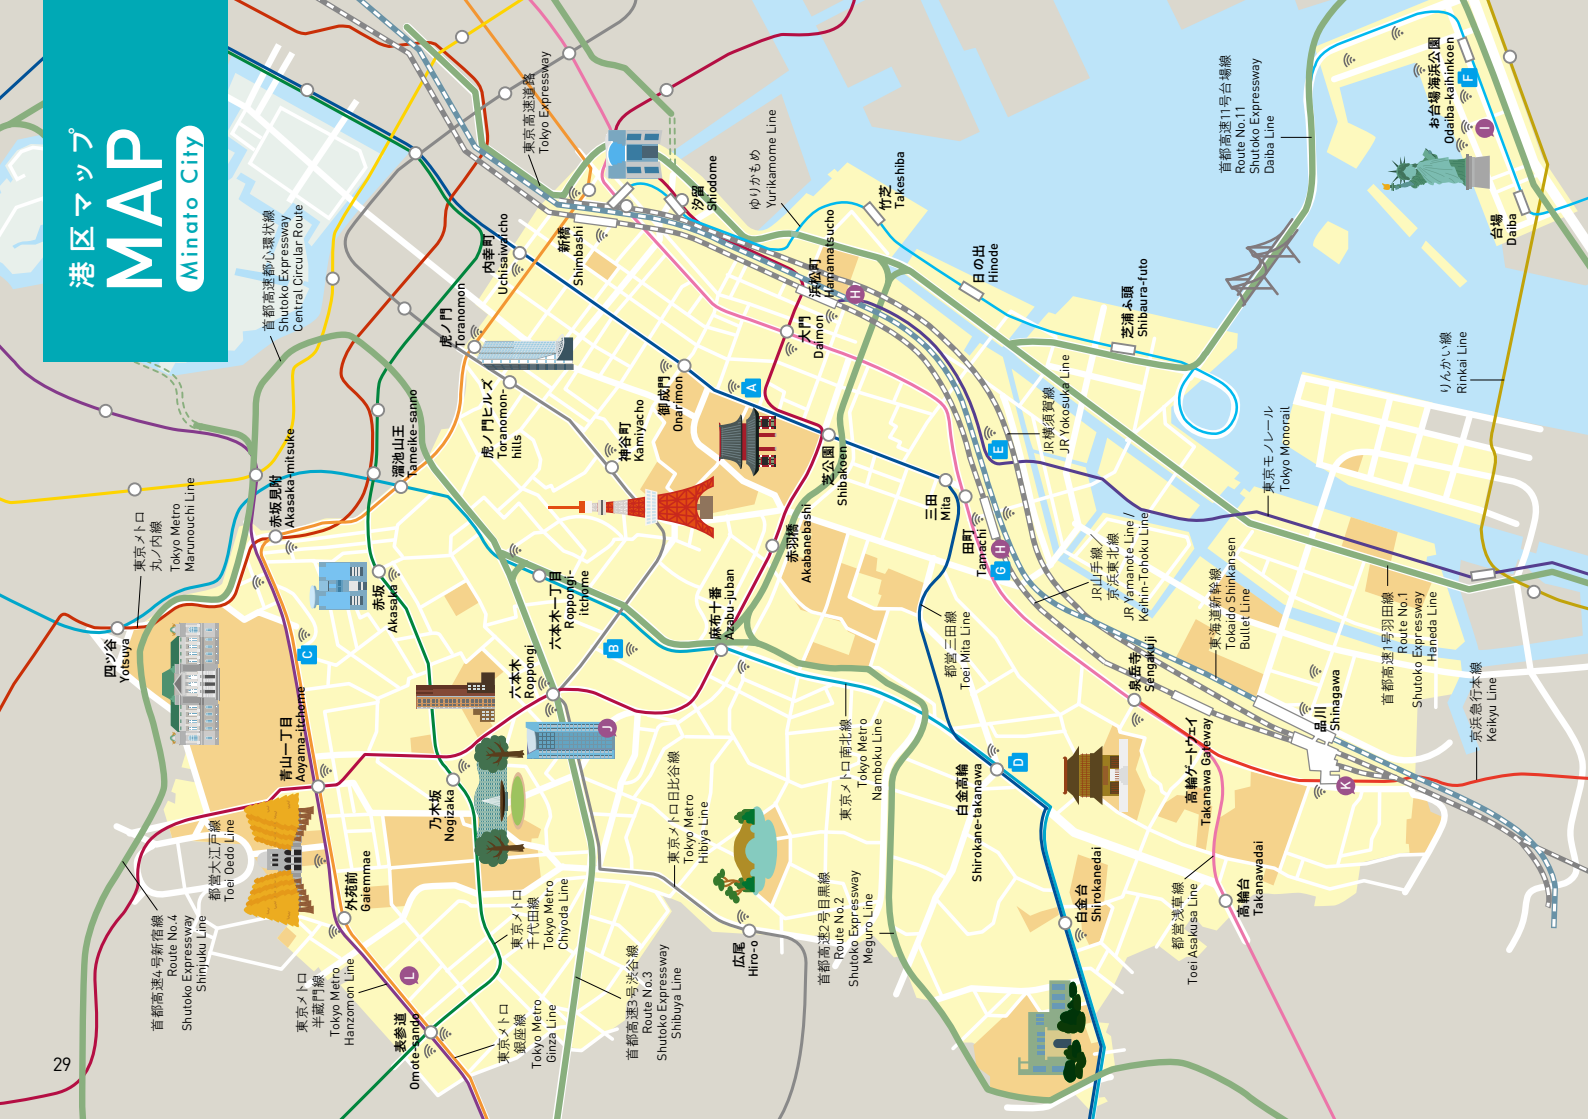 港区マップ
MAP
Minato City
首都高速都心環状線
Shutoko Expressway
Central Circular Route
東京高速道路
Tokyo Expressway
ゆりかもめ
Yurikamome Line
首都高速11号台場線
Route No.11
Shutoko Expressway
Daiba Line
お台場海浜公園
Odaiba-kaihinkoen
F
I
台場
Daiba
汐留
Shiodome
竹芝
Takeshiba
内幸町
Uchisaiwaicho
新橋
Shimbashi
浜松町
Hamamatsucho
H
日の出
Hinode
芝浦ふ頭
Shibaura-futo
虎ノ門
Toranomon
大門
Daimon
りんかい線
Rinkai Line
虎ノ門ヒルズ
Toranomon-
hills
御成門
Onarimon
A
神谷町
Kamiyacho
溜池山王
Tameike-sanno
赤坂見附
Akasaka-mitsuke
芝公園
Shibakoen
E
JR横須賀線
JR Yokosuka Line
東京モノレール
Tokyo Monorail
東京メトロ
丸ノ内線
Tokyo Metro
Marunouchi Line
三田
Mita
田町
Tamachi
H
G
赤羽橋
Akabanebashi
JR山手線／
京浜東北線
JR Yamanote Line /
Keihin-Tohoku Line
東海道新幹線
Tokaido Shinkansen
Bullet Line
首都高速1号羽田線
Route No.1
Shutoko Expressway
Haneda Line
四ツ谷
Yotsuya
赤坂
Akasaka
C
六本木一丁目
Roppongi-
itchome
B
麻布十番
Azabu-juban
都営三田線
Toei Mita Line
泉岳寺
Sengakuji
六本木
Roppongi
J
青山一丁目
Aoyama-itchome
東京メトロ南北線
Tokyo Metro
Namboku Line
高輪ゲートウェイ
Takanawa Gateway
品川
Shinagawa
K
京浜急行本線
Keikyu Line
乃木坂
Nogizaka
東京メトロ日比谷線
Tokyo Metro
Hibiya Line
白金高輪
Shirokane-takanawa
D
都営大江戸線
Toei Oedo Line
外苑前
Gaiemmae
首都高速4号新宿線
Route No.4
Shutoko Expressway
Shinjuku Line
東京メトロ
千代田線
Tokyo Metro
Chiyoda Line
広尾
Hiro-o
首都高速2号目黒線
Route No.2
Shutoko Expressway
Meguro Line
白金台
Shirokanedai
都営浅草線
Toei Asakusa Line
高輪台
Takanawadai
東京メトロ
半蔵門線
Tokyo Metro
Hanzomon Line
L
表参道
Omote-sando
東京メトロ
銀座線
Tokyo Metro
Ginza Line
首都高速3号渋谷線
Route No.3
Shutoko Expressway
Shibuya Line
29